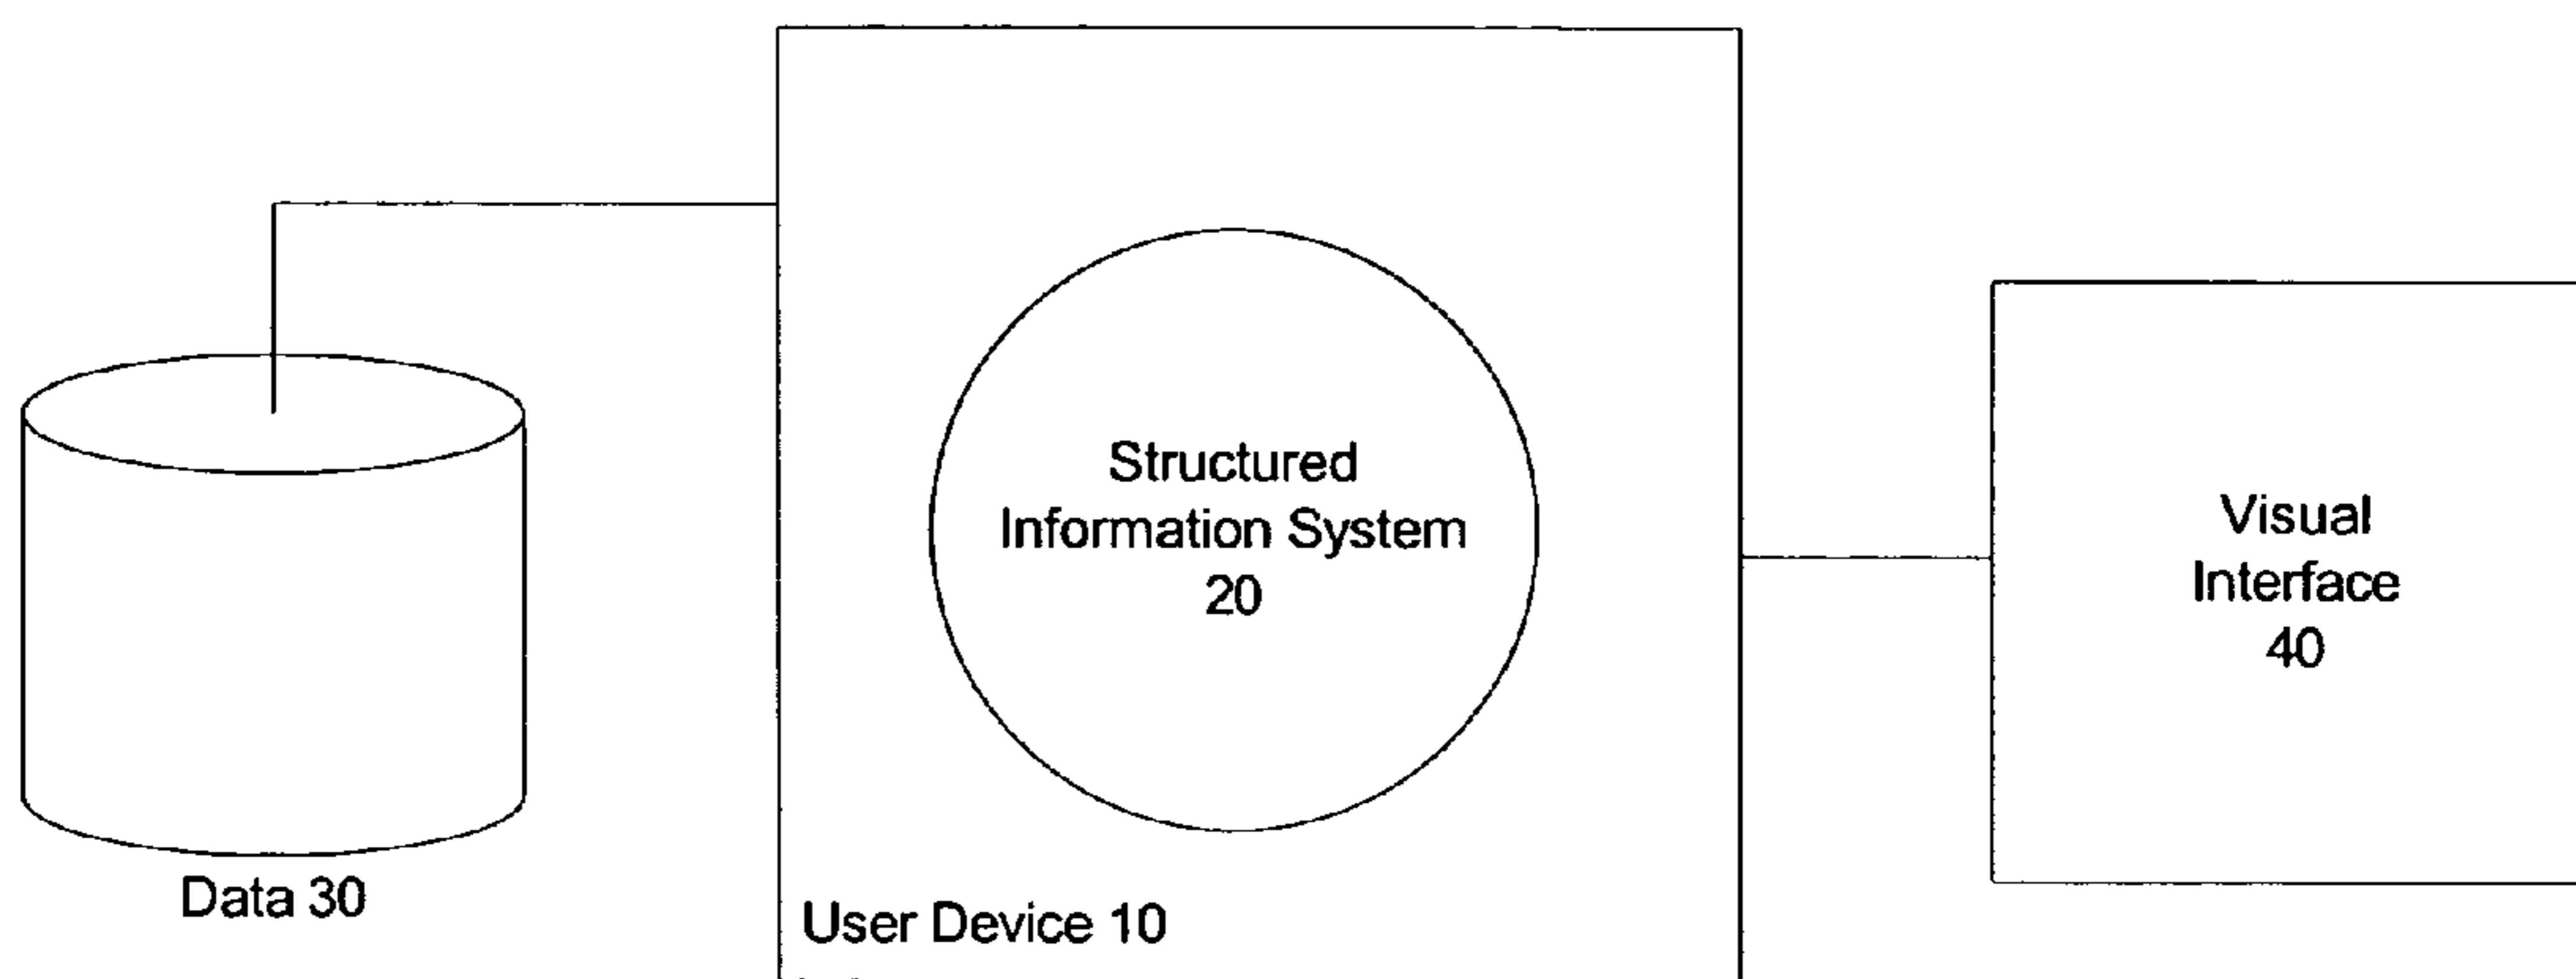 Structured
Information System
20
Visual
Interface
40
Data 30
User Device 10